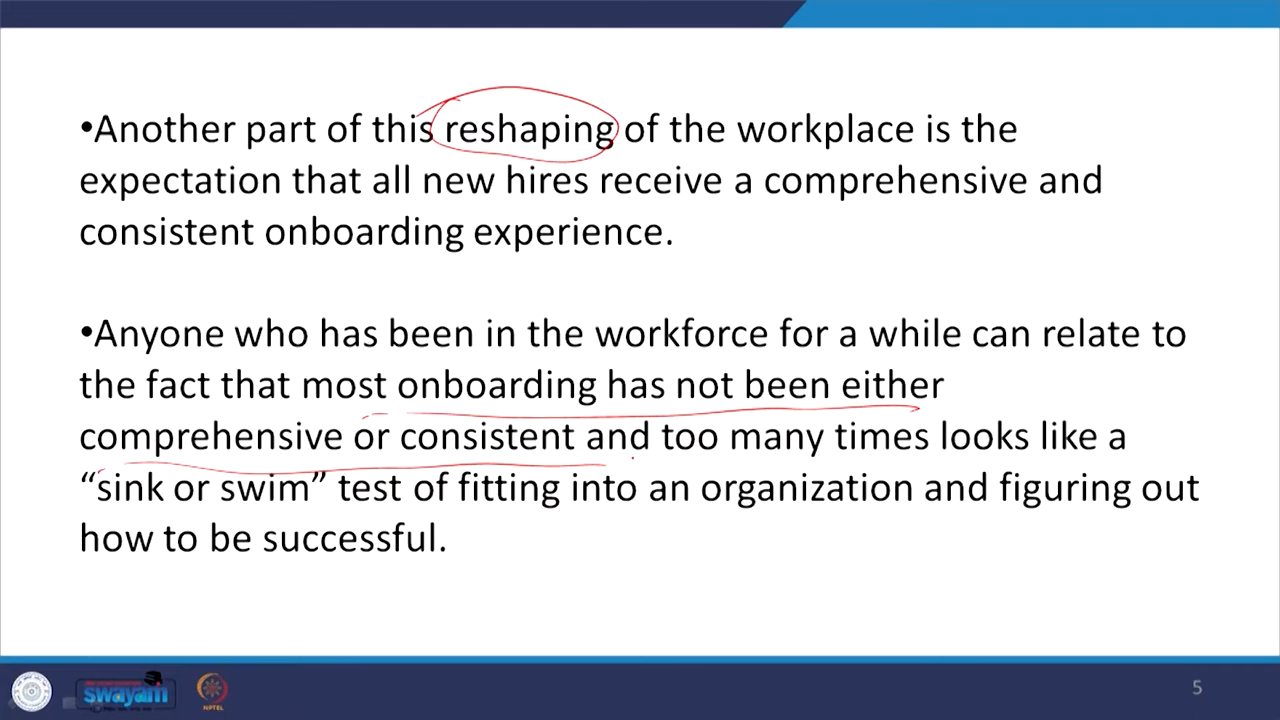 •Another part of this reshaping of the workplace is the
expectation that all new hires receive a comprehensive and
consistent onboarding experience.
•Anyone who has been in the workforce for a while can relate to
the fact that most onboarding has not been either
comprehensive or consistent and too many times looks like a
“sink or swim” test of fitting into an organization and figuring out
how to be successful.
swayam
NPTEL
5